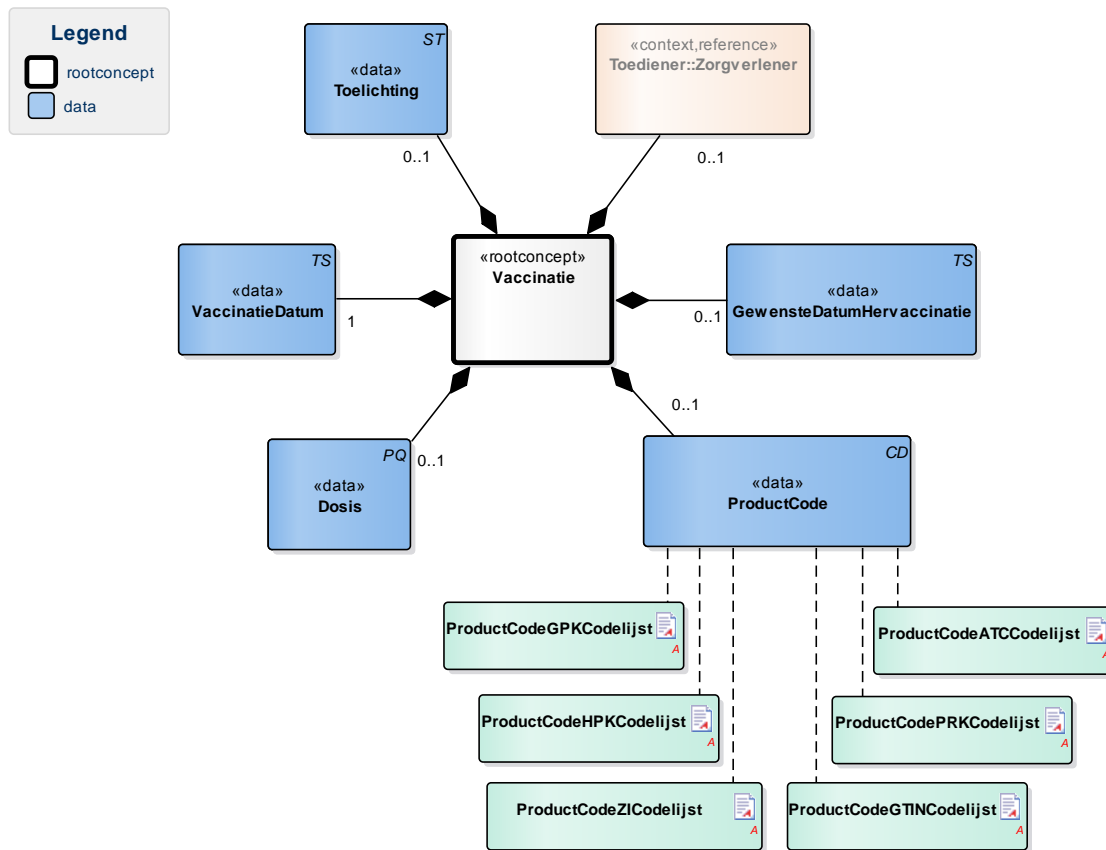 Legend
rootconcept
data
ST
«data»
Toelichting
0..1
«context,reference»
Toediener::Zorgverlener
0..1
TS
«data»
VaccinatieDatum
1
«rootconcept»
Vaccinatie
TS
«data»
GewensteDatumHervaccinatie
0..1
PQ
«data»
Dosis
0..1
0..1
CD
«data»
ProductCode
ProductCodeGPKCodelijst
A
ProductCodeATCCodelijst
A
ProductCodeHPKCodelijst
A
ProductCodePRKCodelijst
A
ProductCodeZICodelijst
A
ProductCodeGTINCodelijst
A